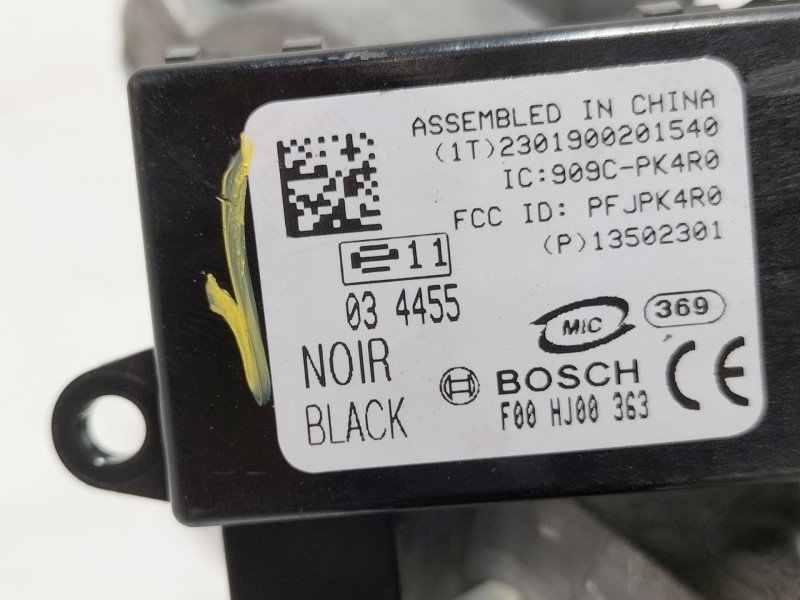 ASSEMBLED IN CHINA
(1T)2301900201540
IC:909C-PK4R0
FCC ID: PFJPK4R0
(P)13502301
e11
03 4455
MIC
369
NOIR
BLACK
BOSCH
F00 HJ00 363
CE